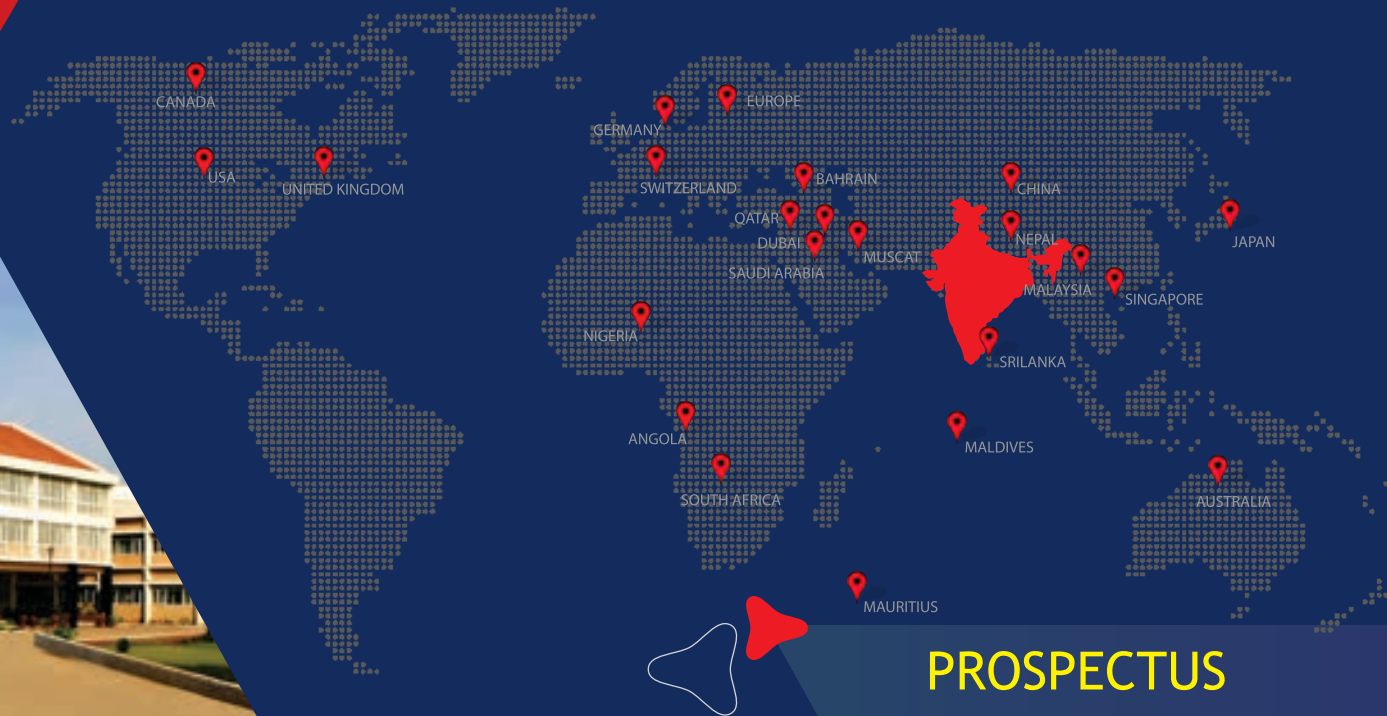 CANADA
EUROPE
GERMANY
USA
UNITED KINGDOM
SWITZERLAND
BAHRAIN
CHINA
QATAR
DUBAI
MUSCAT
NEPAL
JAPAN
SAUDI ARABIA
MALAYSIA
SINGAPORE
NIGERIA
SRILANKA
ANGOLA
MALDIVES
SOUTH AFRICA
AUSTRALIA
MAURITIUS
PROSPECTUS